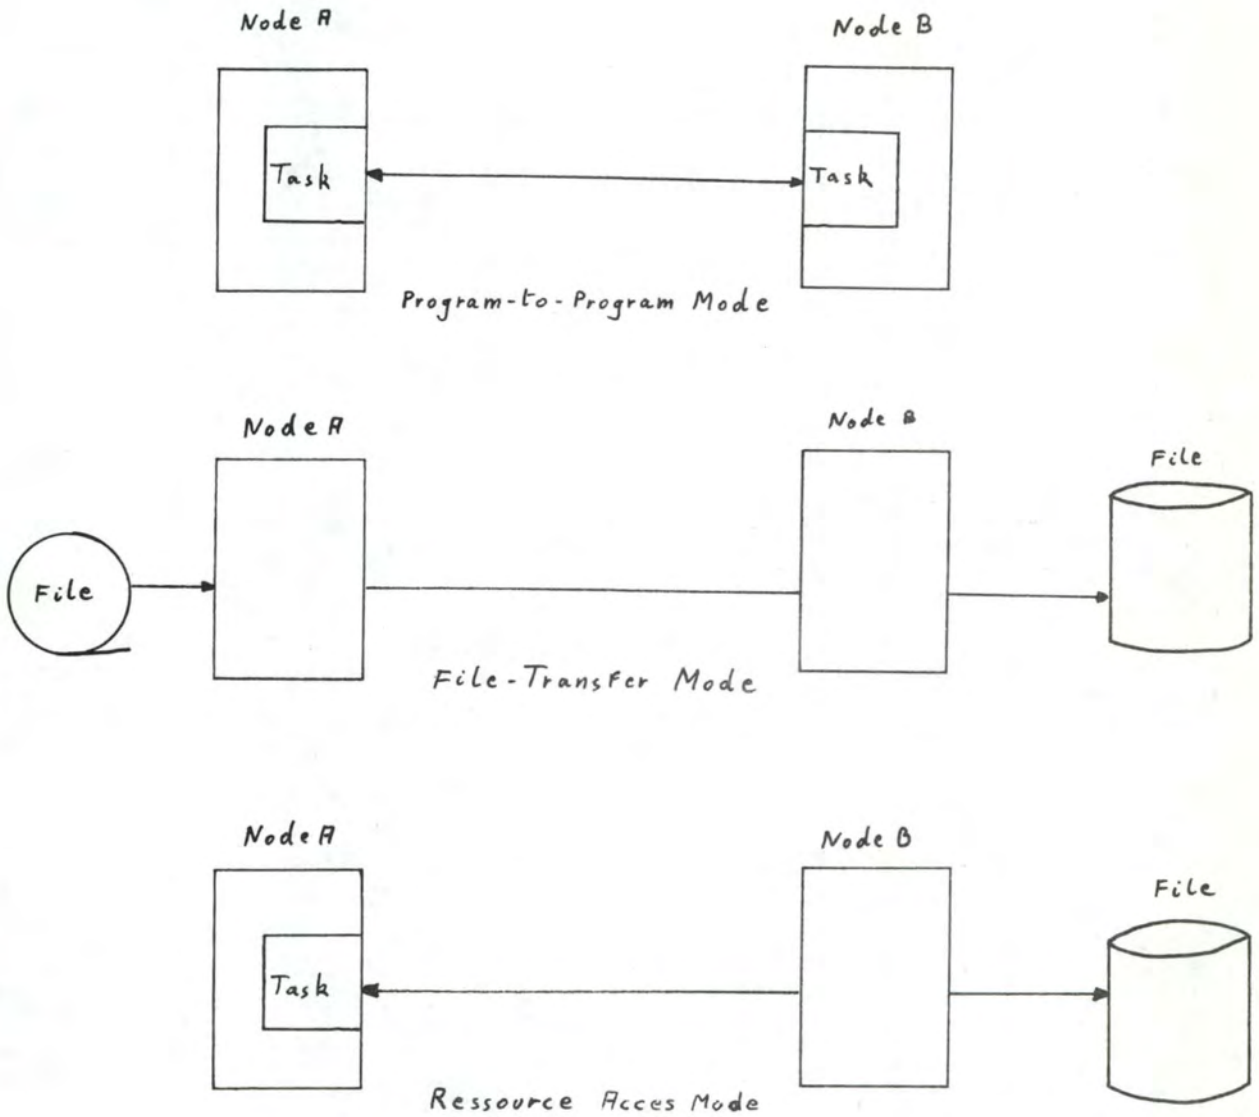 Node A
Node B
Task
Task
Program-to-Program Mode
Node A
Node B
File
File
File-Transfer Mode
Node A
Node B
File
Task
Ressource Acces Mode